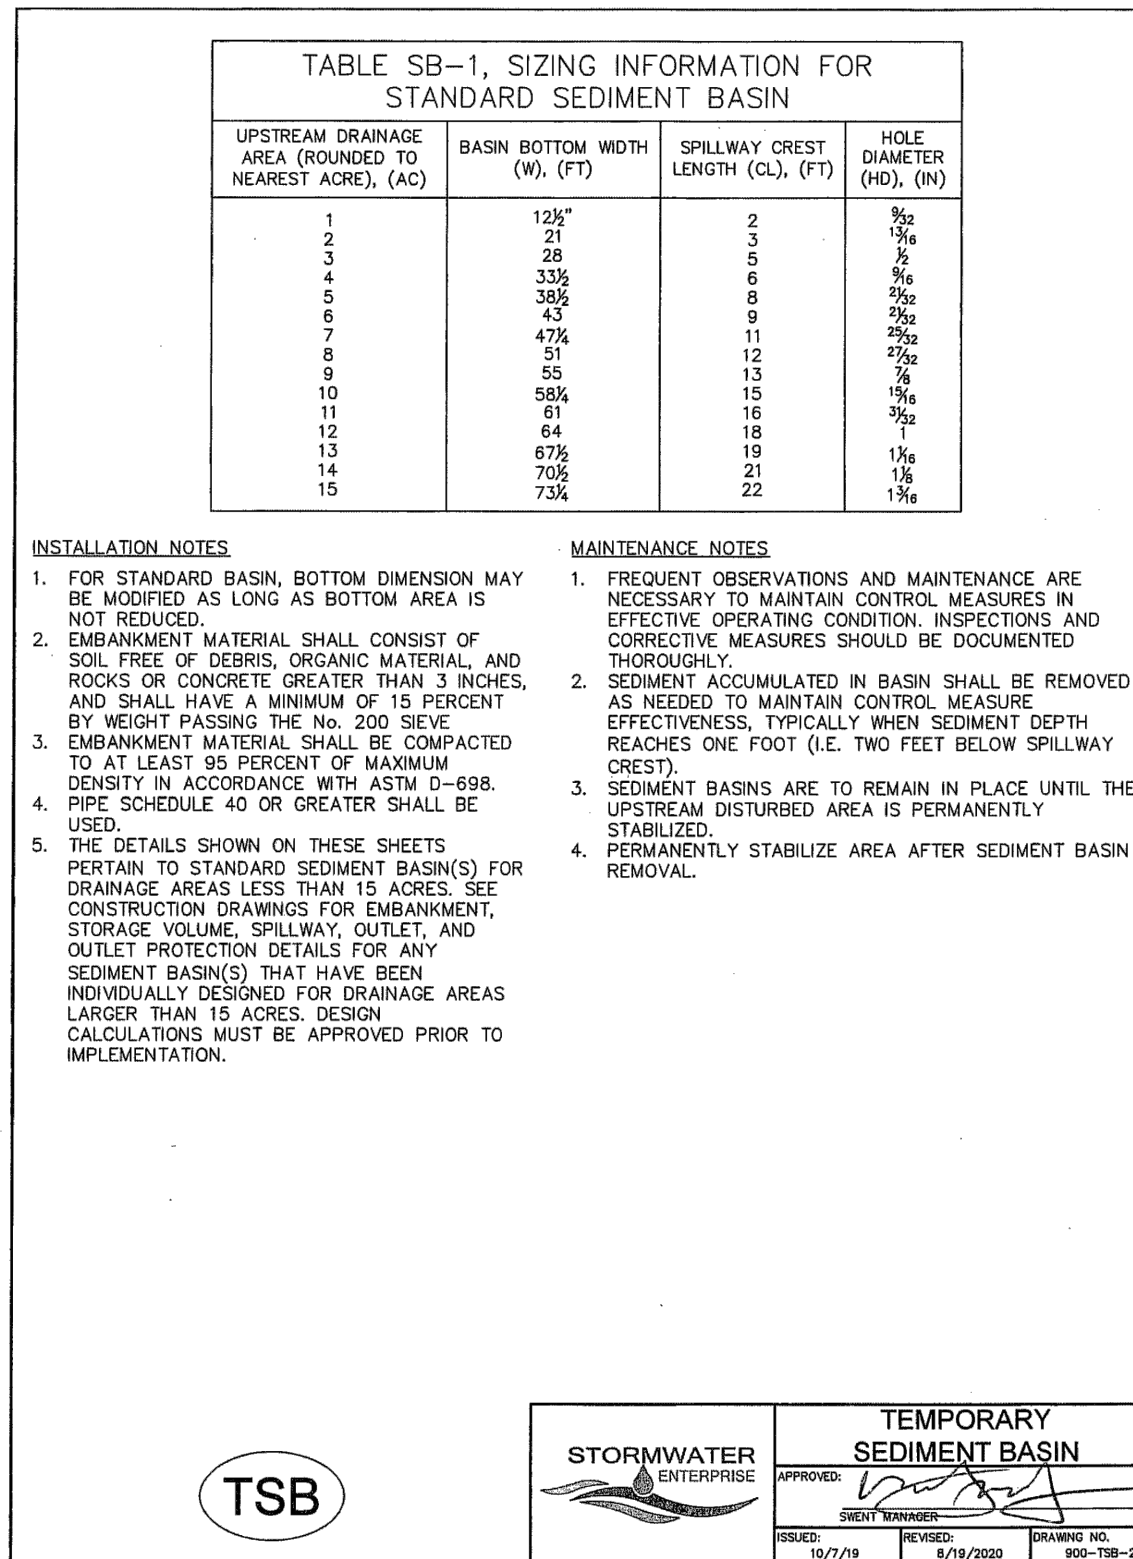 TABLE SB-1, SIZING INFORMATION FOR
STANDARD SEDIMENT BASIN
UPSTREAM DRAINAGE AREA (ROUNDED TO NEAREST ACRE), (AC) BASIN BOTTOM WIDTH (W), (FT) SPILLWAY CREST LENGTH (CL), (FT) HOLE DIAMETER (HD), (IN)
1 12½" 2 9/32
2 21 3 13/16
3 28 5 ½
4 33½ 6 9/16
5 38½ 8 21/32
6 43 9 21/32
7 47¼ 11 25/32
8 51 12 27/32
9 55 13 7/8
10 58¼ 15 15/16
11 61 16 31/32
12 64 18 1
13 67½ 19 1 1/16
14 70½ 21 1 1/8
15 73¼ 22 1 3/16
INSTALLATION NOTES
1. FOR STANDARD BASIN, BOTTOM DIMENSION MAY
BE MODIFIED AS LONG AS BOTTOM AREA IS
NOT REDUCED.
2. EMBANKMENT MATERIAL SHALL CONSIST OF
SOIL FREE OF DEBRIS, ORGANIC MATERIAL, AND
ROCKS OR CONCRETE GREATER THAN 3 INCHES,
AND SHALL HAVE A MINIMUM OF 15 PERCENT
BY WEIGHT PASSING THE No. 200 SIEVE
3. EMBANKMENT MATERIAL SHALL BE COMPACTED
TO AT LEAST 95 PERCENT OF MAXIMUM
DENSITY IN ACCORDANCE WITH ASTM D-698.
4. PIPE SCHEDULE 40 OR GREATER SHALL BE
USED.
5. THE DETAILS SHOWN ON THESE SHEETS
PERTAIN TO STANDARD SEDIMENT BASIN(S) FOR
DRAINAGE AREAS LESS THAN 15 ACRES. SEE
CONSTRUCTION DRAWINGS FOR EMBANKMENT,
STORAGE VOLUME, SPILLWAY, OUTLET, AND
OUTLET PROTECTION DETAILS FOR ANY
SEDIMENT BASIN(S) THAT HAVE BEEN
INDIVIDUALLY DESIGNED FOR DRAINAGE AREAS
LARGER THAN 15 ACRES. DESIGN
CALCULATIONS MUST BE APPROVED PRIOR TO
IMPLEMENTATION.
MAINTENANCE NOTES
1. FREQUENT OBSERVATIONS AND MAINTENANCE ARE
NECESSARY TO MAINTAIN CONTROL MEASURES IN
EFFECTIVE OPERATING CONDITION. INSPECTIONS AND
CORRECTIVE MEASURES SHOULD BE DOCUMENTED
THOROUGHLY.
2. SEDIMENT ACCUMULATED IN BASIN SHALL BE REMOVED
AS NEEDED TO MAINTAIN CONTROL MEASURE
EFFECTIVENESS, TYPICALLY WHEN SEDIMENT DEPTH
REACHES ONE FOOT (I.E. TWO FEET BELOW SPILLWAY
CREST).
3. SEDIMENT BASINS ARE TO REMAIN IN PLACE UNTIL THE
UPSTREAM DISTURBED AREA IS PERMANENTLY
STABILIZED.
4. PERMANENTLY STABILIZE AREA AFTER SEDIMENT BASIN
REMOVAL.
TSB
STORMWATER
ENTERPRISE
TEMPORARY
SEDIMENT BASIN
APPROVED:
SWENT MANAGER
ISSUED: REVISED: DRAWING NO.
10/7/19 8/19/2020 900-TSB-2